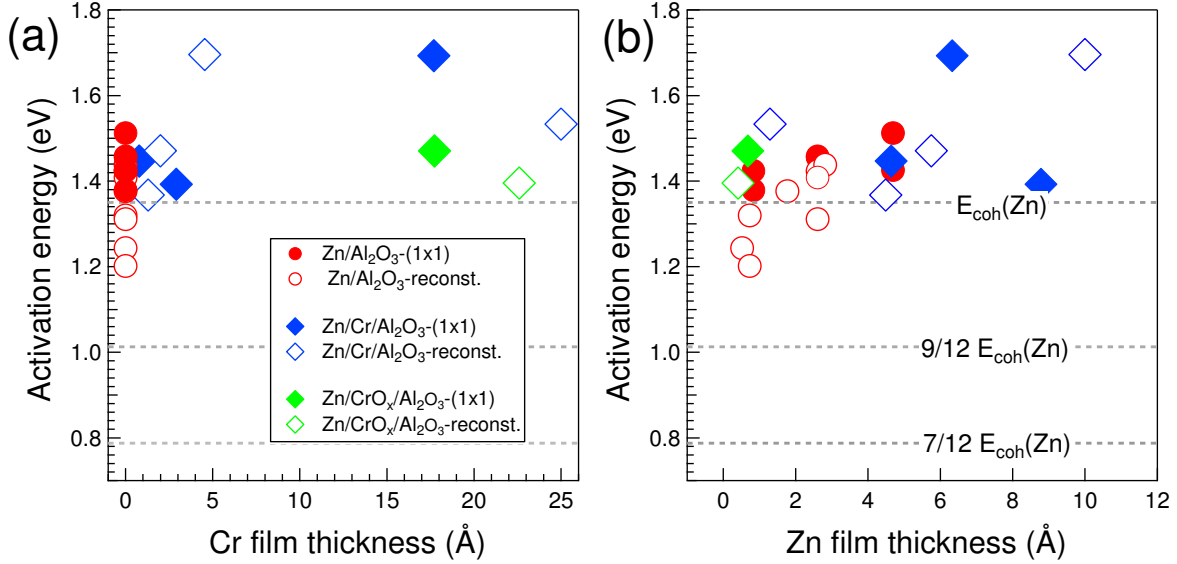 (a)
Activation energy (eV)
1.8
1.6
1.4
1.2
1.0
0.8
0 5 10 15 20 25
Cr film thickness (Å)
Zn/Al₂O₃-(1x1)
Zn/Al₂O₃-reconst.
Zn/Cr/Al₂O₃-(1x1)
Zn/Cr/Al₂O₃-reconst.
Zn/CrOₓ/Al₂O₃-(1x1)
Zn/CrOₓ/Al₂O₃-reconst.
(b)
Activation energy (eV)
1.8
1.6
1.4
1.2
1.0
0.8
E_coh(Zn)
9/12 E_coh(Zn)
7/12 E_coh(Zn)
0 2 4 6 8 10 12
Zn film thickness (Å)